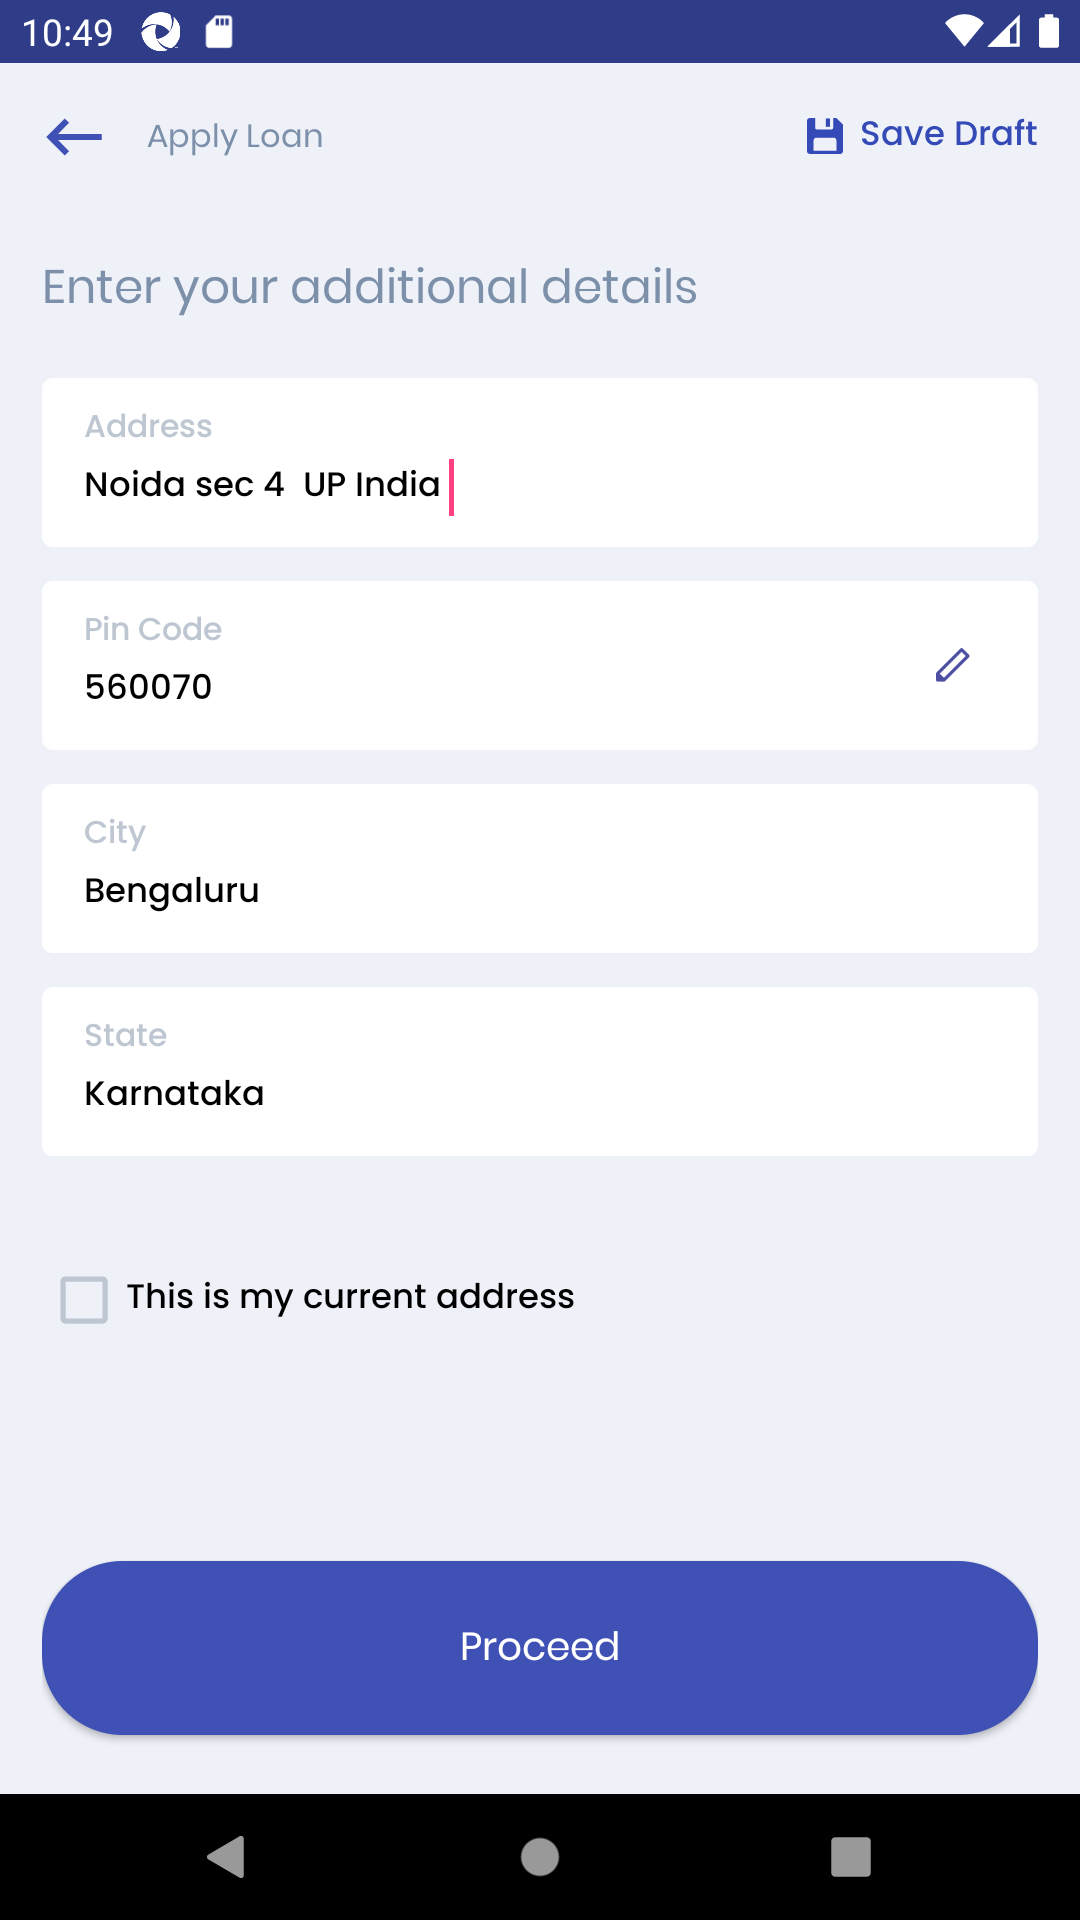 10:49
Apply Loan
Save Draft
Enter your additional details
Address
Noida sec 4  UP India
Pin Code
560070
City
Bengaluru
State
Karnataka
This is my current address
Proceed